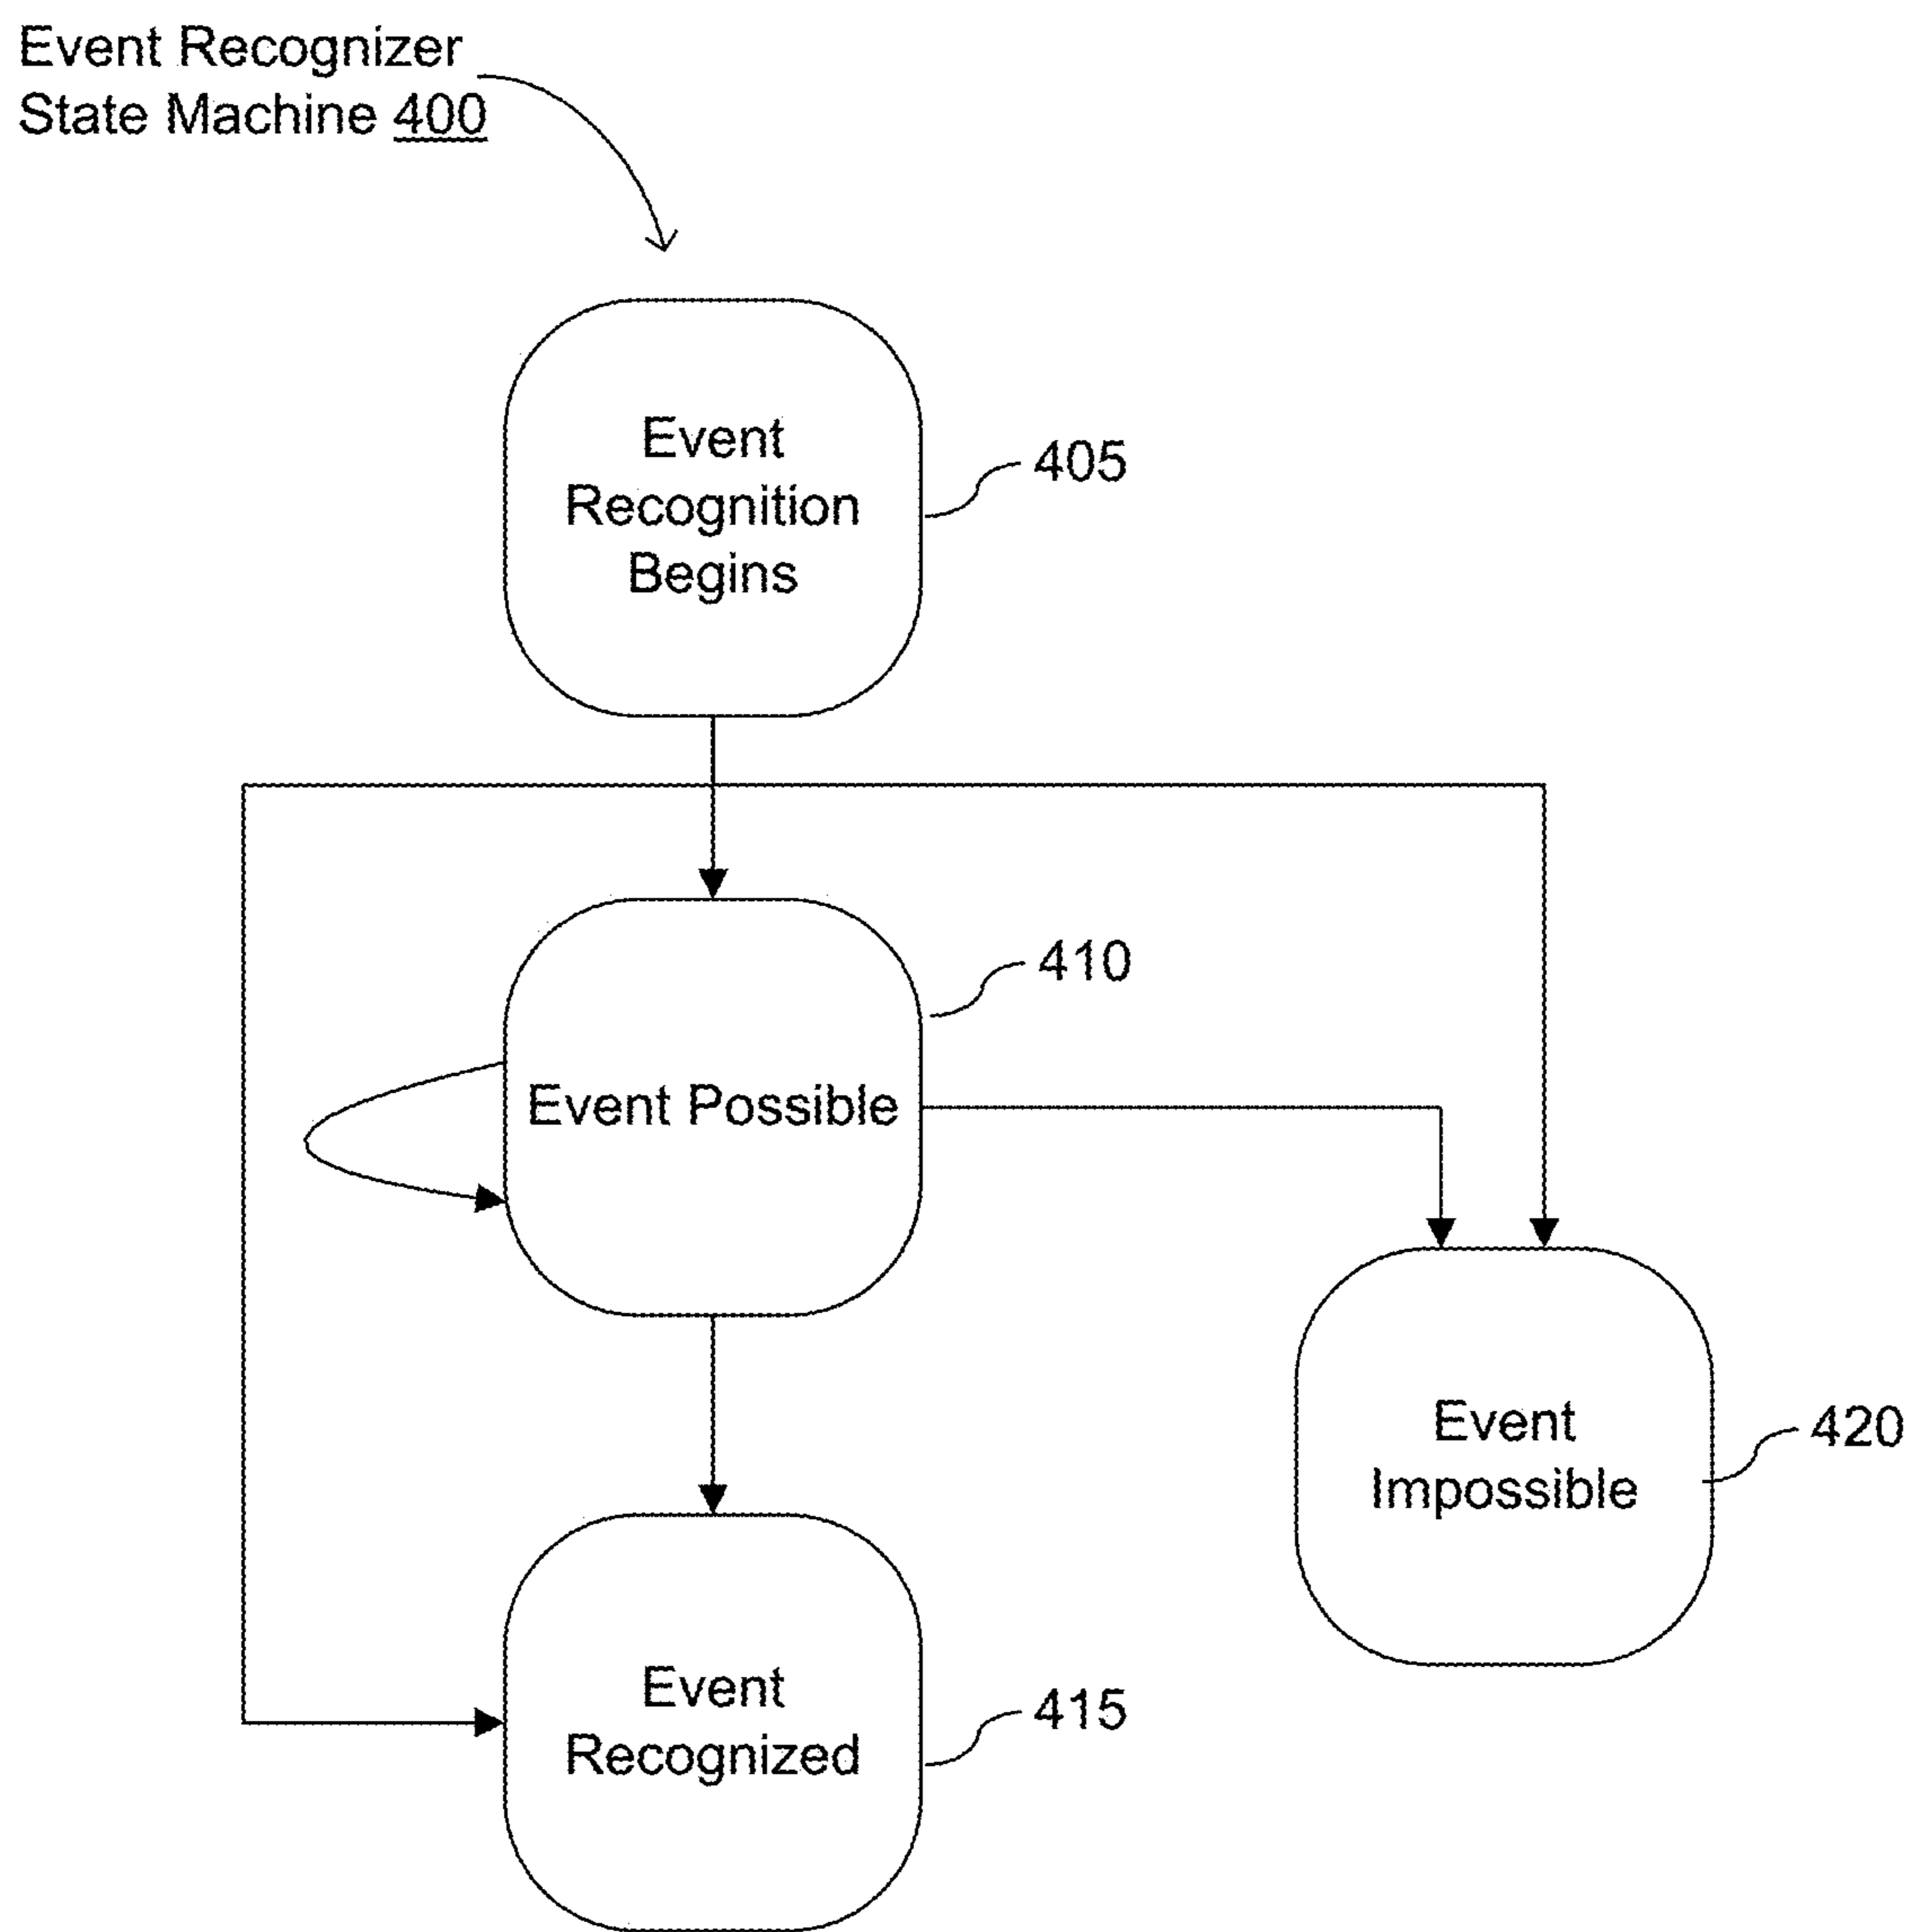 Event Recognizer
State Machine 400
Event
Recognition
Begins
405
410
Event Possible
Event
Impossible
420
Event
Recognized
415